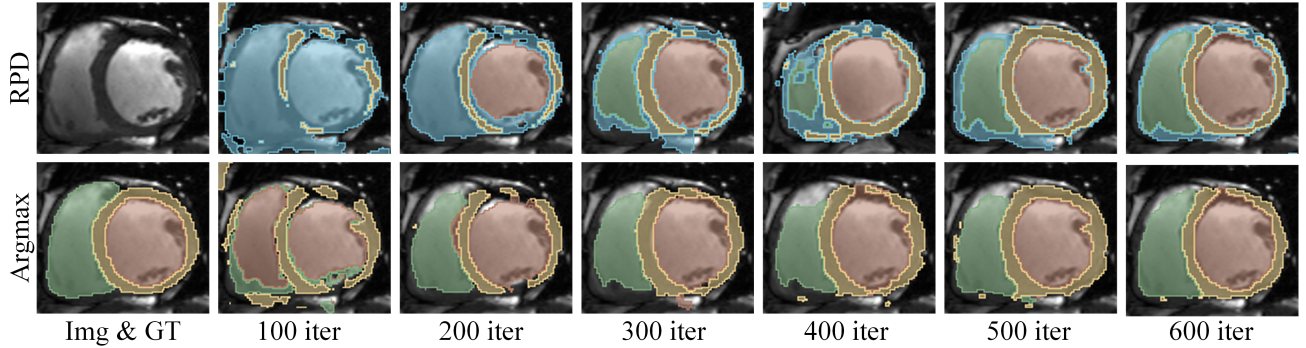 RPD
Argmax
Img & GT
100 iter
200 iter
300 iter
400 iter
500 iter
600 iter